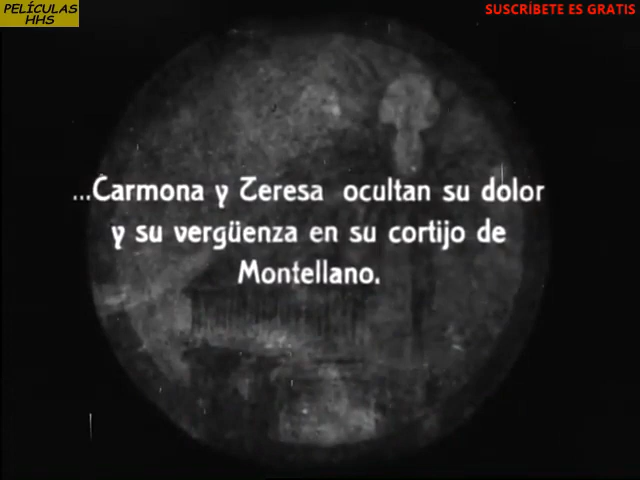 PELÍCULAS
HHS
SUSCRÍBETE ES GRATIS
...Carmona y Teresa ocultan su dolor
y su vergüenza en su cortijo de
Montellano.